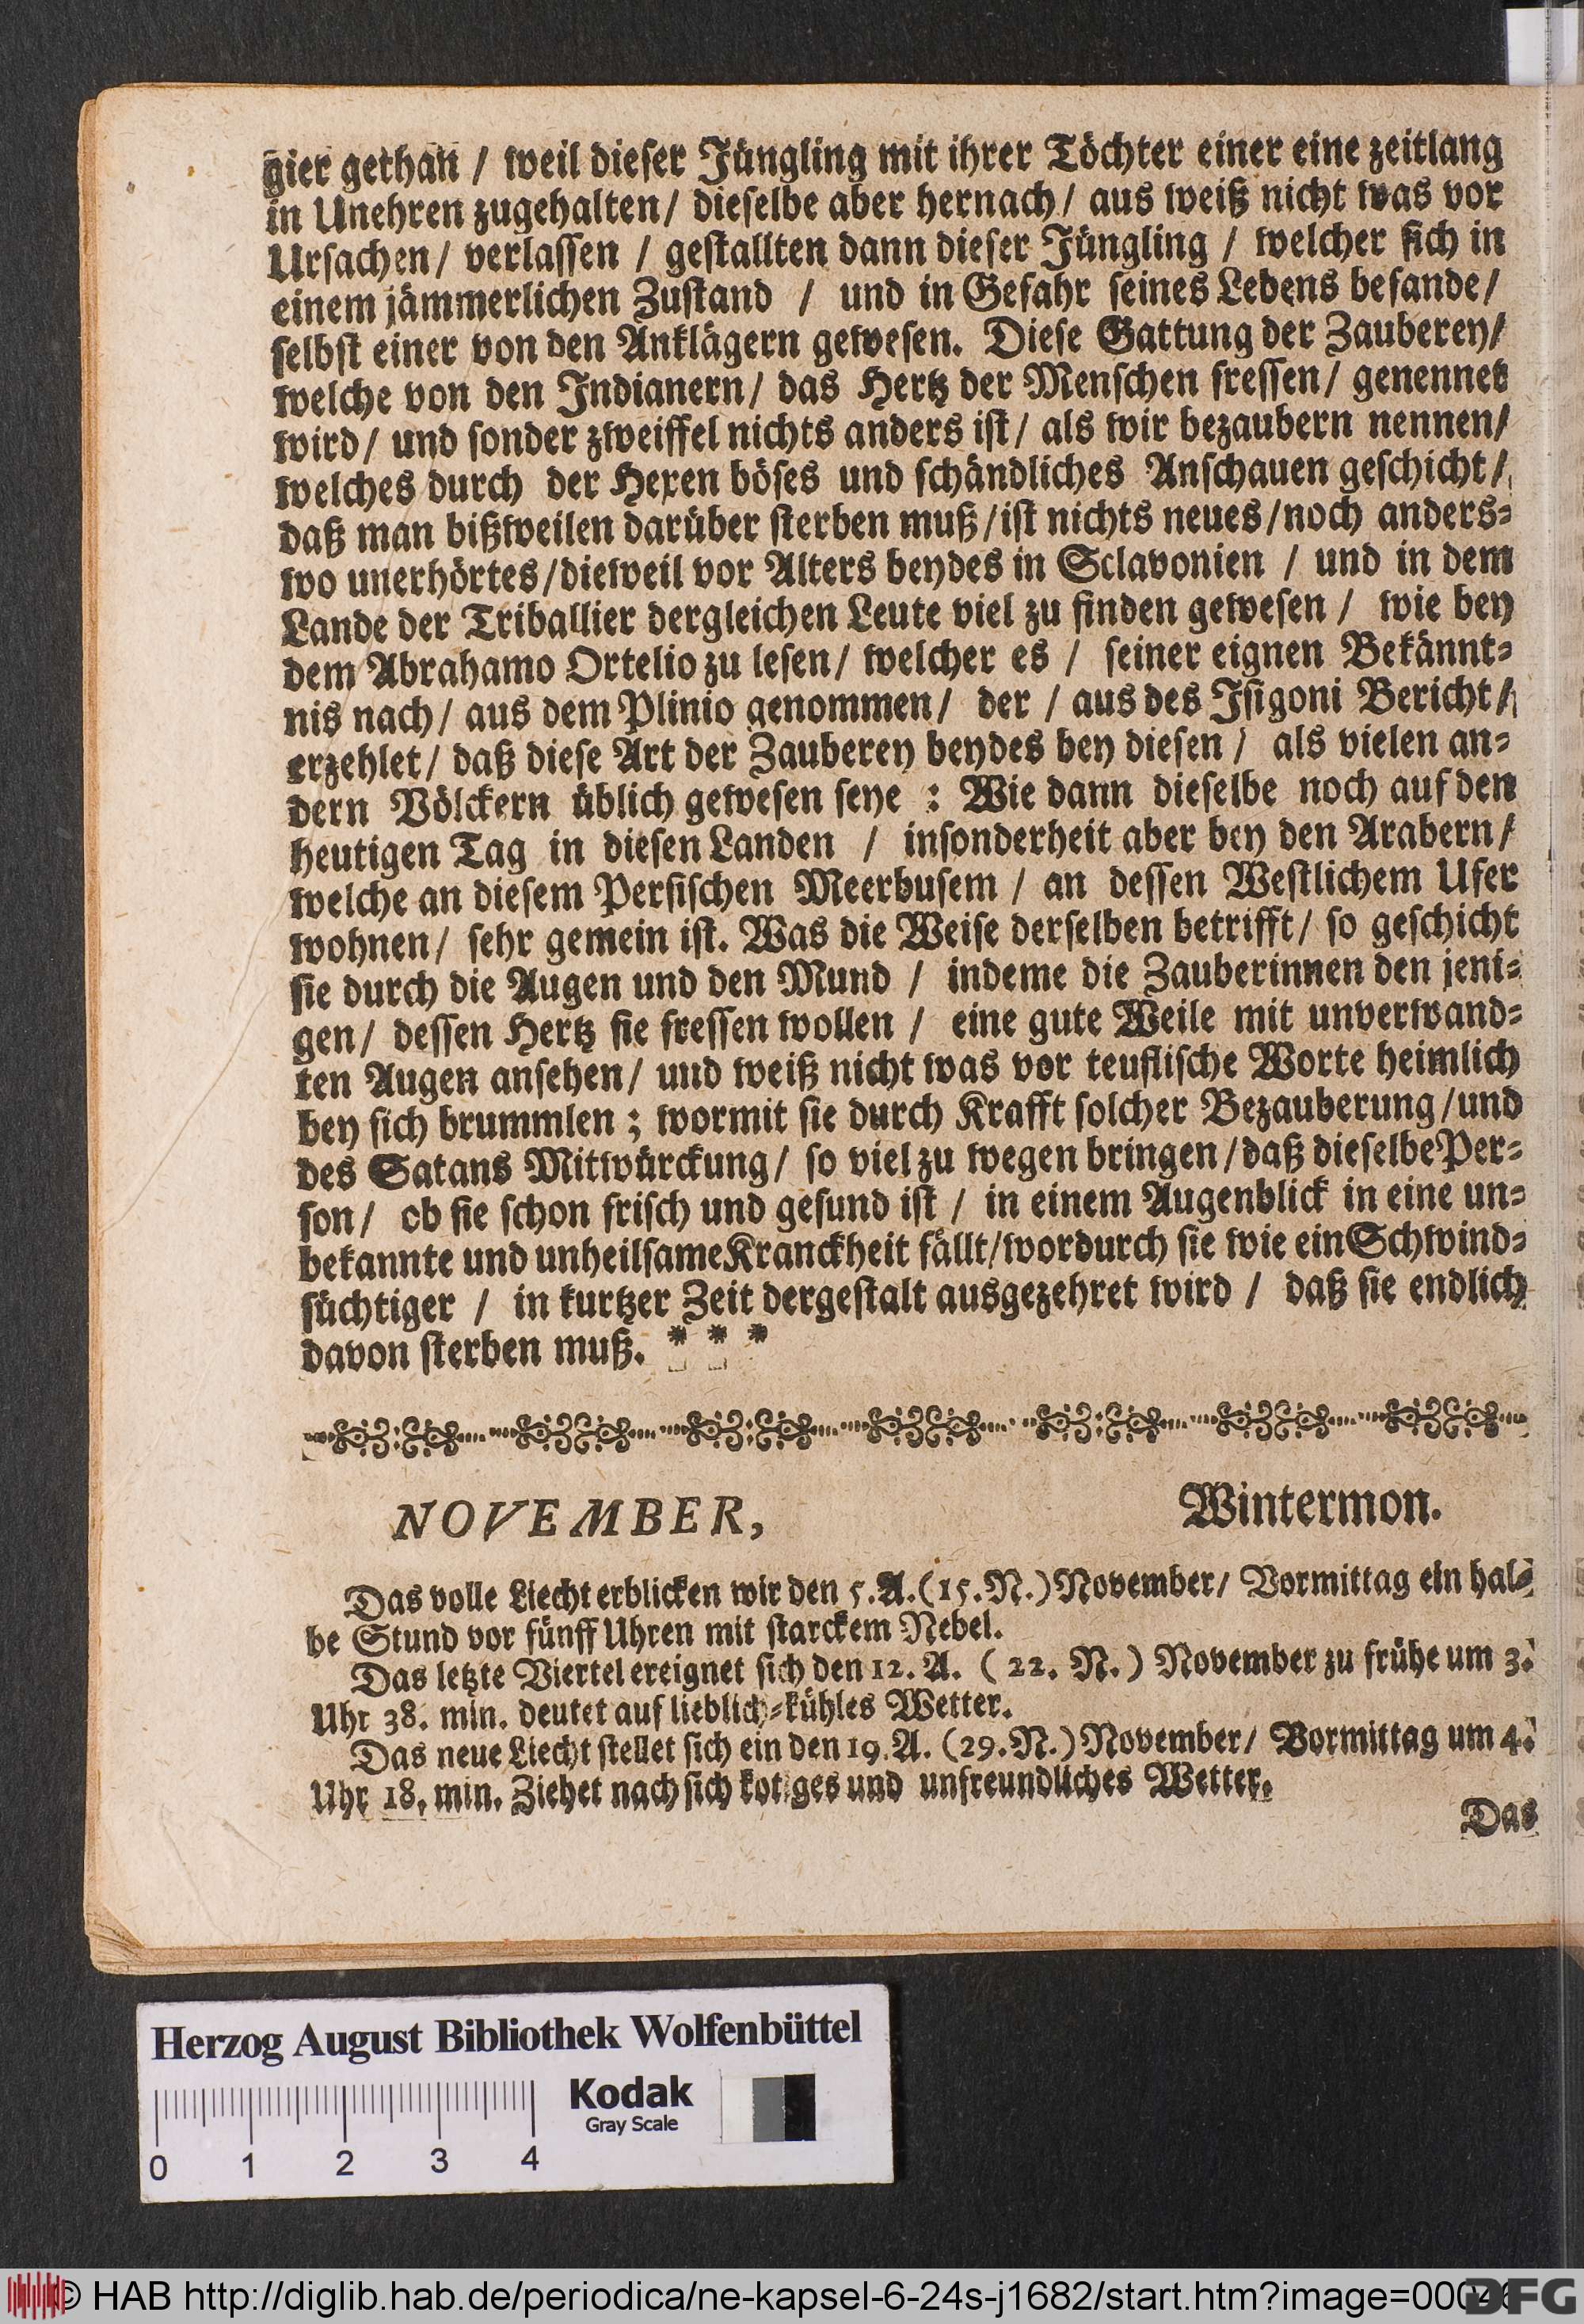 gier gethan / weil dieser Jüngling mit ihrer Töchter einer eine zeitlang
in Unehren zugehalten / dieselbe aber hernach / aus weiß nicht was vor
Ursachen / verlassen / gestallten dann dieser Jüngling / welcher sich in
einem jämmerlichen Zustand / und in Gefahr seines Lebens befande /
selbst einer von den Anklägern gewesen. Diese Gattung der Zauberey /
welche von den Indianern / das Hertz der Menschen fressen / genennet
wird / und sonder zweiffel nichts anders ist / als wir bezaubern nennen /
welches durch der Hexen böses und schändliches Anschauen geschicht /
daß man bißweilen darüber sterben muß / ist nichts neues / noch anders-
wo unerhörtes / dieweil vor Alters beydes in Sclavonien / und in dem
Lande der Triballier dergleichen Leute viel zu finden gewesen / wie bey
dem Abrahamo Ortelio zu lesen / welcher es / seiner eignen Bekännt-
nis nach / aus dem Plinio genommen / der / aus des Isigoni Bericht /
erzehlet / daß diese Art der Zauberey beydes bey diesen / als vielen an-
dern Völckern üblich gewesen seye : Wie dann dieselbe noch auf den
heutigen Tag in diesen Landen / insonderheit aber bey den Arabern /
welche an diesem Persischen Meerbusem / an dessen Westlichem Ufer
wohnen / sehr gemein ist. Was die Weise derselben betrifft / so geschicht
sie durch die Augen und den Mund / indeme die Zauberinnen den jeni-
gen / dessen Hertz sie fressen wollen / eine gute Weile mit unverwand-
ten Augen ansehen / und weiß nicht was vor teuflische Worte heimlich
bey sich brummlen ; wormit sie durch Krafft solcher Bezauberung / und
des Satans Mitwürckung / so viel zu wegen bringen / daß dieselbe Per-
son / ob sie schon frisch und gesund ist / in einem Augenblick in eine un-
bekannte und unheilsame Kranckheit fällt / wordurch sie wie ein Schwind-
süchtiger / in kurtzer Zeit dergestalt ausgezehret wird / daß sie endlich
davon sterben muß. * * *
NOVEMBER, Wintermon.
Das volle Liecht erblicken wir den 5. A. (15. N.) November / Vormittag ein hal-
be Stund vor fünff Uhren mit starckem Nebel.
Das letzte Viertel ereignet sich den 12. A. ( 22. N. ) November zu frühe um 3.
Uhr 38. min. deutet auf lieblich-kühles Wetter.
Das neue Liecht stellet sich ein den 19. A. (29. N.) November / Vormittag um 4.
Uhr 18. min. Ziehet nach sich kotiges und unfreundliches Wetter.
Das
Herzog August Bibliothek Wolfenbüttel
Kodak
Gray Scale
0 1 2 3 4
© HAB http://diglib.hab.de/periodica/ne-kapsel-6-24s-j1682/start.htm?image=00046
DFG